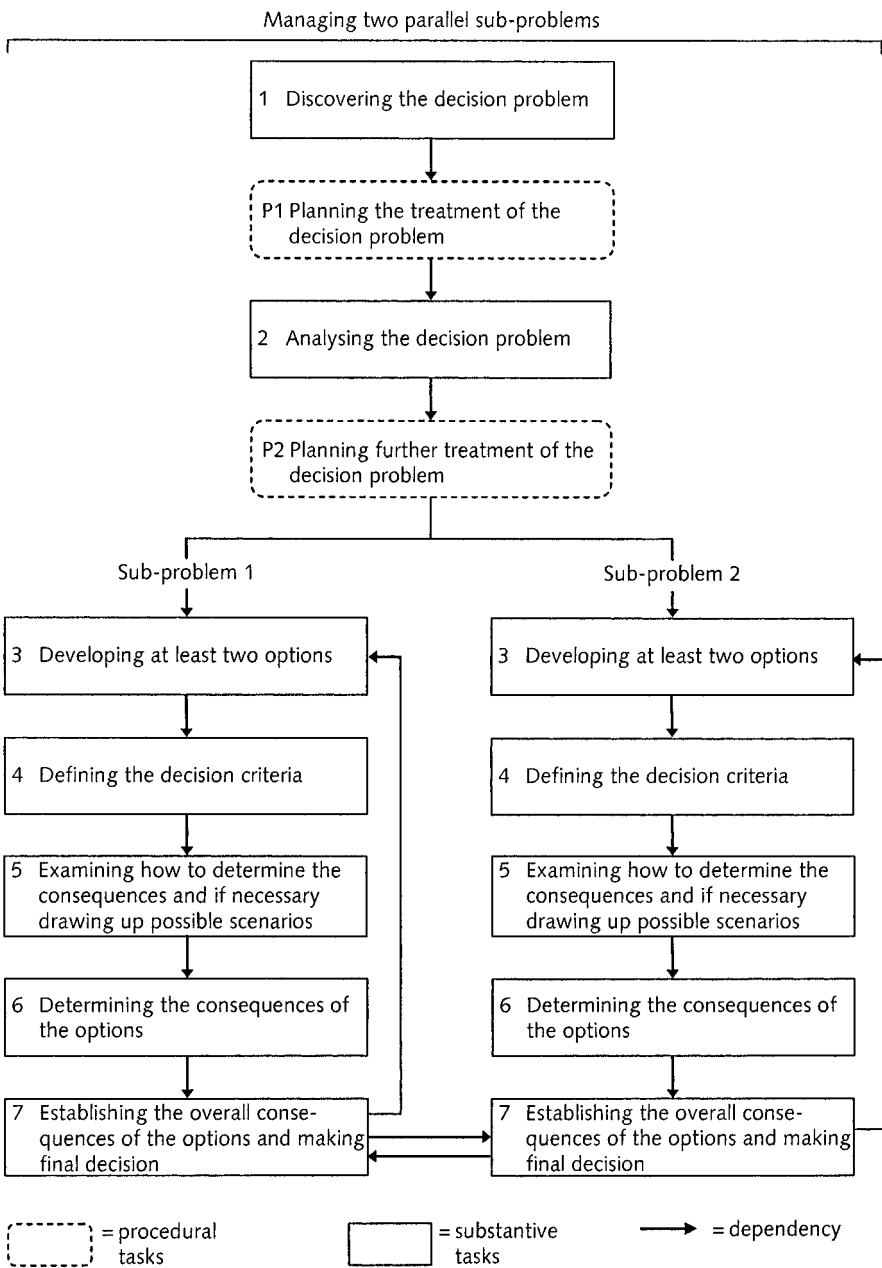 Managing two parallel sub-problems
1 Discovering the decision problem
P1 Planning the treatment of the
decision problem
2 Analysing the decision problem
P2 Planning further treatment of the
decision problem
Sub-problem 1
3 Developing at least two options
4 Defining the decision criteria
5 Examining how to determine the
consequences and if necessary
drawing up possible scenarios
6 Determining the consequences of
the options
7 Establishing the overall conse-
quences of the options and making
final decision
Sub-problem 2
3 Developing at least two options
4 Defining the decision criteria
5 Examining how to determine the
consequences and if necessary
drawing up possible scenarios
6 Determining the consequences of
the options
7 Establishing the overall conse-
quences of the options and making
final decision
= procedural
tasks
= substantive
tasks
= dependency